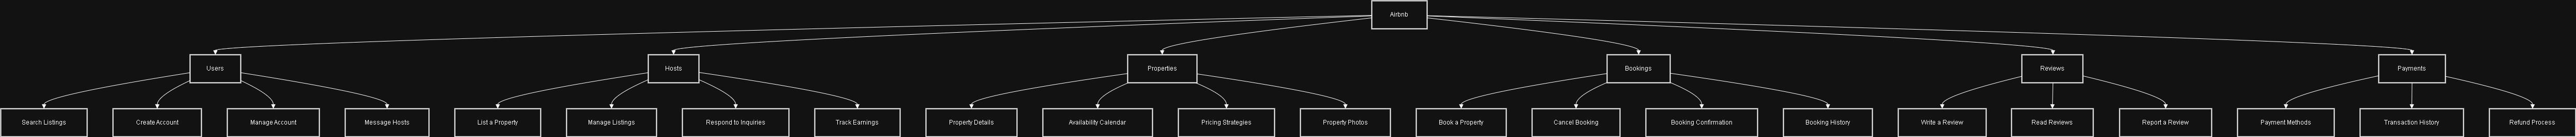 Airbnb
Users
Hosts
Properties
Bookings
Reviews
Payments
Search Listings
Create Account
Manage Account
Message Hosts
List a Property
Manage Listings
Respond to Inquiries
Track Earnings
Property Details
Availability Calendar
Pricing Strategies
Property Photos
Book a Property
Cancel Booking
Booking Confirmation
Booking History
Write a Review
Read Reviews
Report a Review
Payment Methods
Transaction History
Refund Process